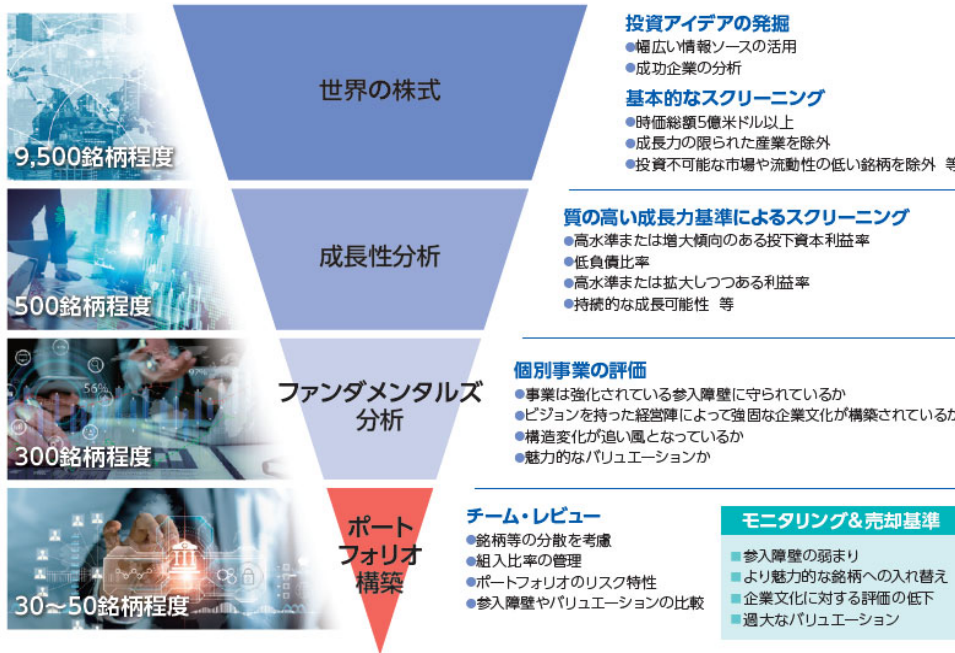 世界の株式
9,500銘柄程度
投資アイデアの発掘
●幅広い情報ソースの活用
●成功企業の分析
基本的なスクリーニング
●時価総額5億米ドル以上
●成長力の限られた産業を除外
●投資不可能な市場や流動性の低い銘柄を除外 等
成長性分析
500銘柄程度
質の高い成長力基準によるスクリーニング
●高水準または増大傾向のある投下資本利益率
●低負債比率
●高水準または拡大しつつある利益率
●持続的な成長可能性 等
ファンダメンタルズ
分析
56%
300銘柄程度
個別事業の評価
●事業は強化されている参入障壁に守られているか
●ビジョンを持った経営陣によって強固な企業文化が構築されているか
●構造変化が追い風となっているか
●魅力的なバリュエーションか
ポート
フォリオ
構築
30～50銘柄程度
チーム・レビュー
●銘柄等の分散を考慮
●組入比率の管理
●ポートフォリオのリスク特性
●参入障壁やバリュエーションの比較
モニタリング&売却基準
■参入障壁の弱まり
■より魅力的な銘柄への入れ替え
■企業文化に対する評価の低下
■過大なバリュエーション